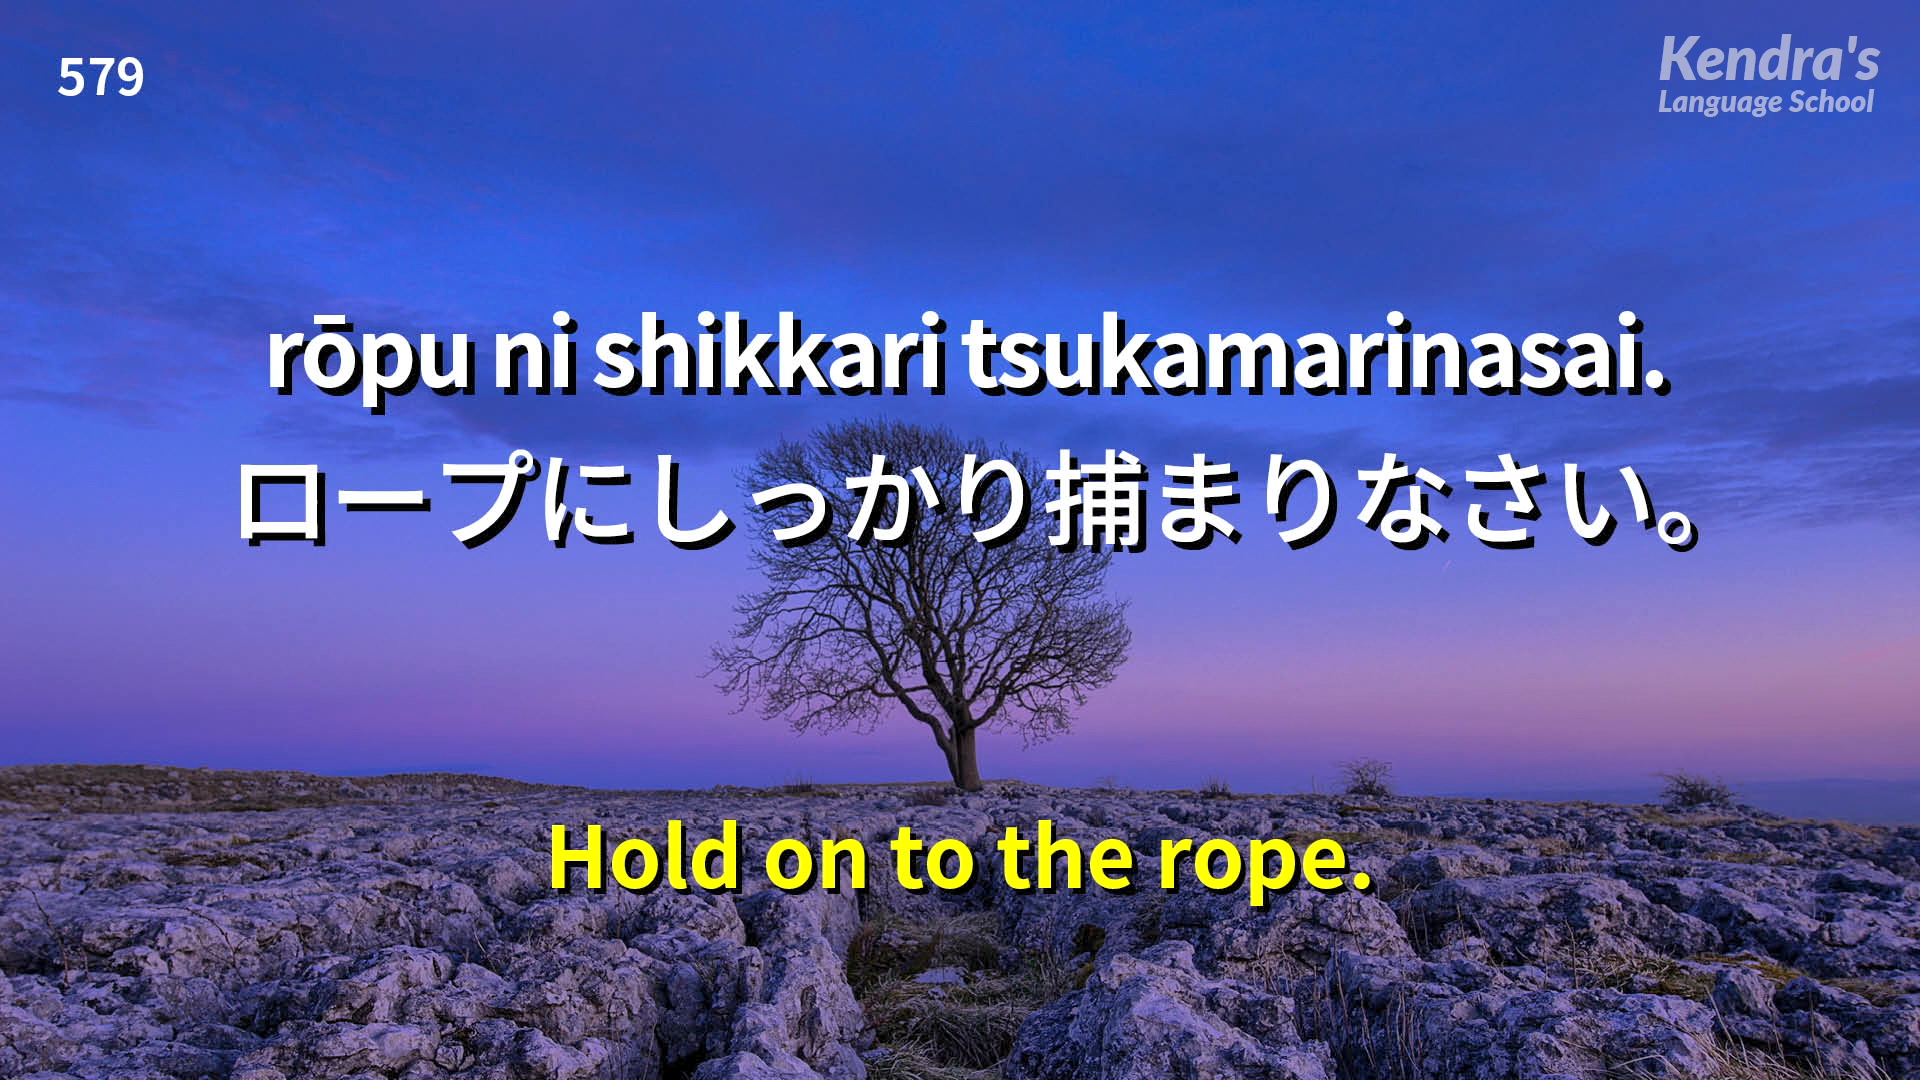 579
Kendra's
Language School
rōpu ni shikkari tsukamarinasai.
ロープにしっかり捕まりなさい。
Hold on to the rope.